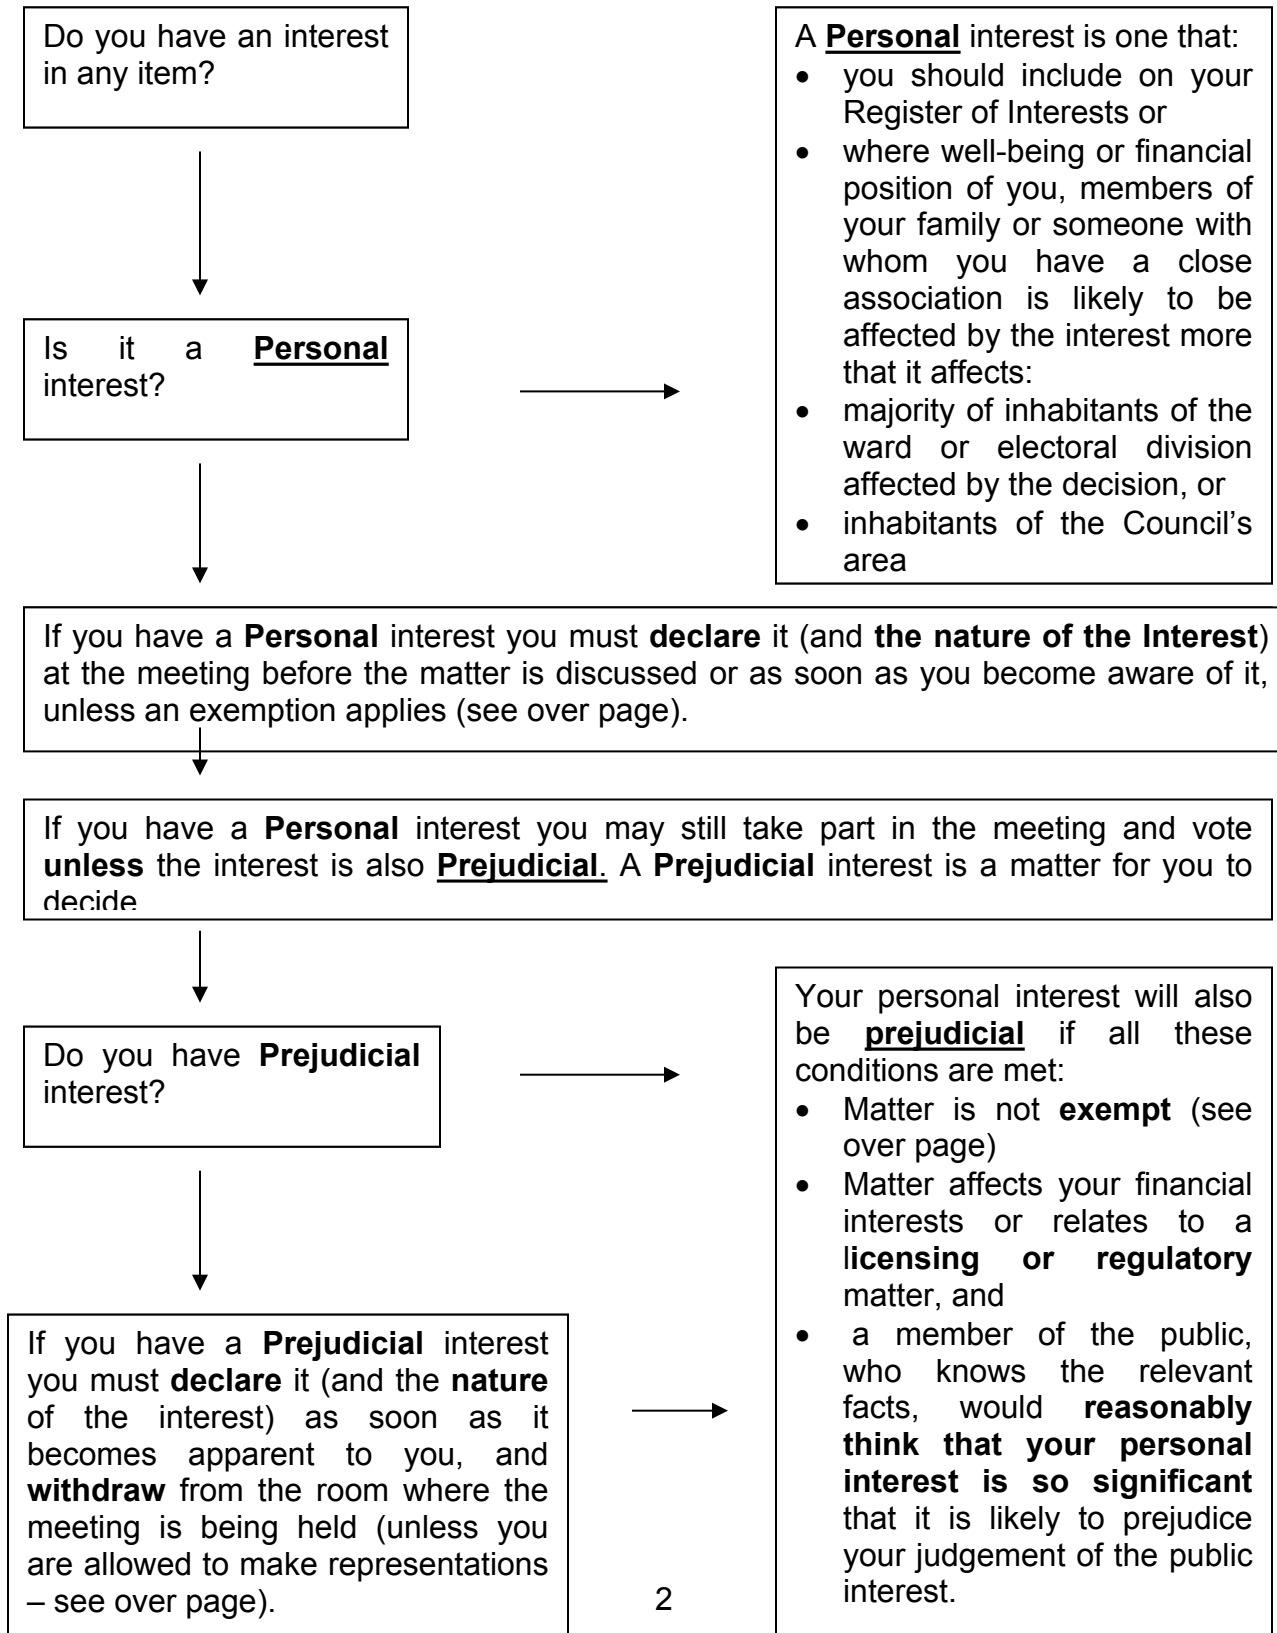 Do you have an interest
in any item?
A Personal interest is one that:
• you should include on your
Register of Interests or
• where well-being or financial
position of you, members of
your family or someone with
whom you have a close
association is likely to be
affected by the interest more
that it affects:
• majority of inhabitants of the
ward or electoral division
affected by the decision, or
• inhabitants of the Council’s
area
Is it a Personal
interest?
If you have a Personal interest you must declare it (and the nature of the Interest)
at the meeting before the matter is discussed or as soon as you become aware of it,
unless an exemption applies (see over page).
If you have a Personal interest you may still take part in the meeting and vote
unless the interest is also Prejudicial. A Prejudicial interest is a matter for you to
decide
Do you have Prejudicial
interest?
Your personal interest will also
be prejudicial if all these
conditions are met:
• Matter is not exempt (see
over page)
• Matter affects your financial
interests or relates to a
licensing or regulatory
matter, and
• a member of the public,
who knows the relevant
facts, would reasonably
think that your personal
interest is so significant
that it is likely to prejudice
your judgement of the public
interest.
If you have a Prejudicial interest
you must declare it (and the nature
of the interest) as soon as it
becomes apparent to you, and
withdraw from the room where the
meeting is being held (unless you
are allowed to make representations
– see over page).
2